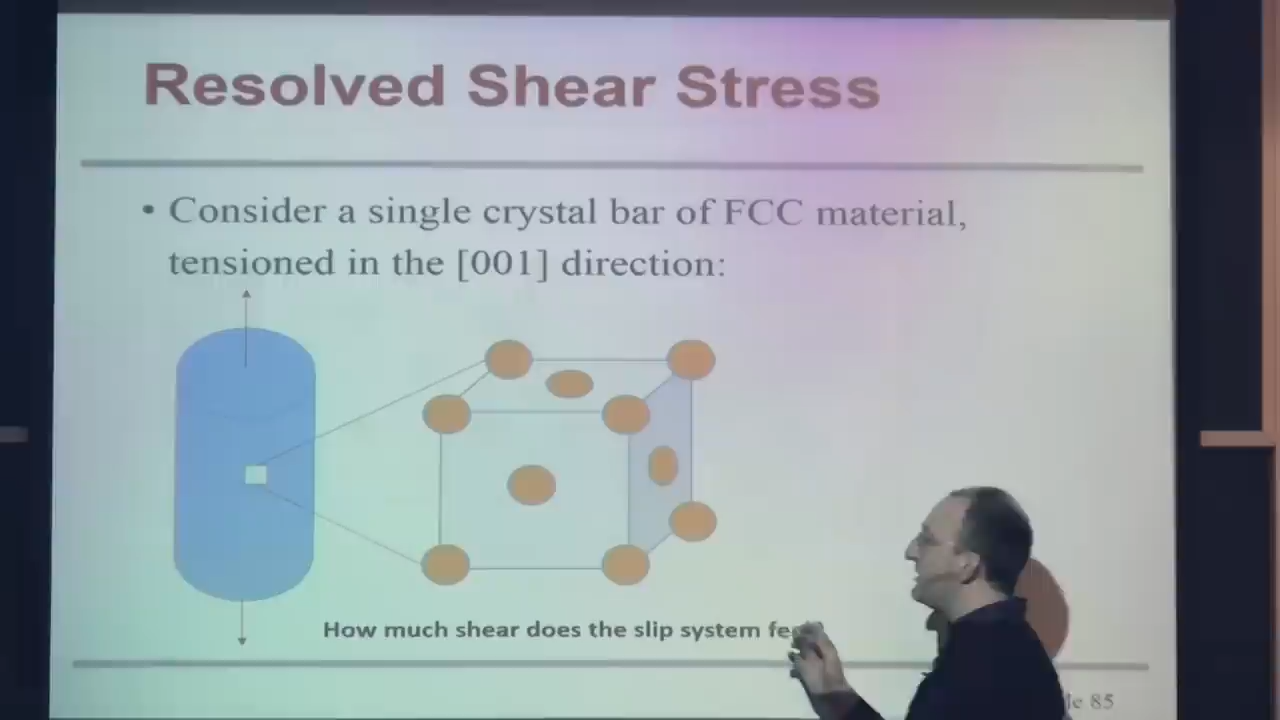 Resolved Shear Stress
• Consider a single crystal bar of FCC material,
tensioned in the [001] direction:
How much shear does the slip system
85